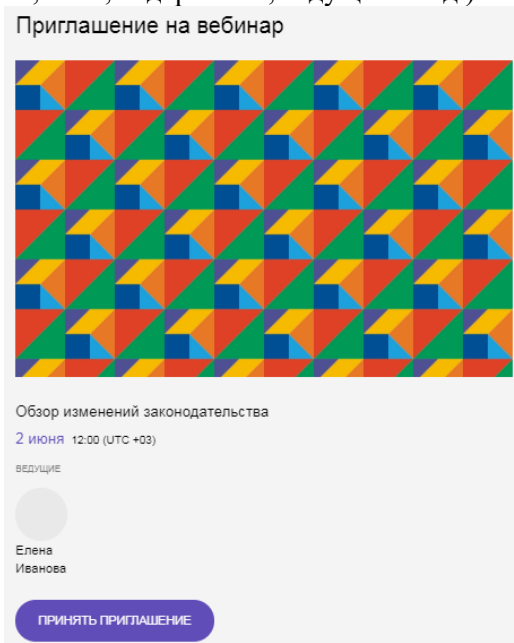 Приглашение на вебинар
Обзор изменений законодательства
2 июня 12:00 (UTC +03)
ВЕДУЩИЕ
Елена
Иванова
ПРИНЯТЬ ПРИГЛАШЕНИЕ